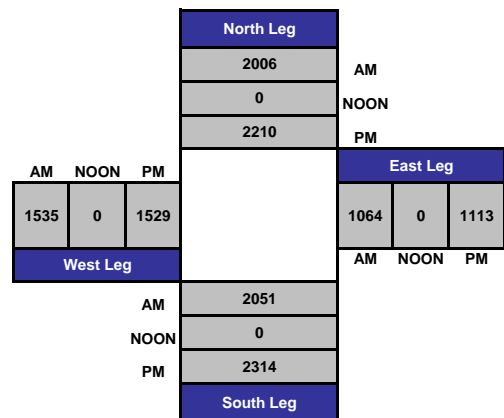 North Leg
2006 AM
0 NOON
2210 PM
AM NOON PM
East Leg
1535 0 1529
1064 0 1113
West Leg
AM NOON PM
AM 2051
NOON 0
PM 2314
South Leg